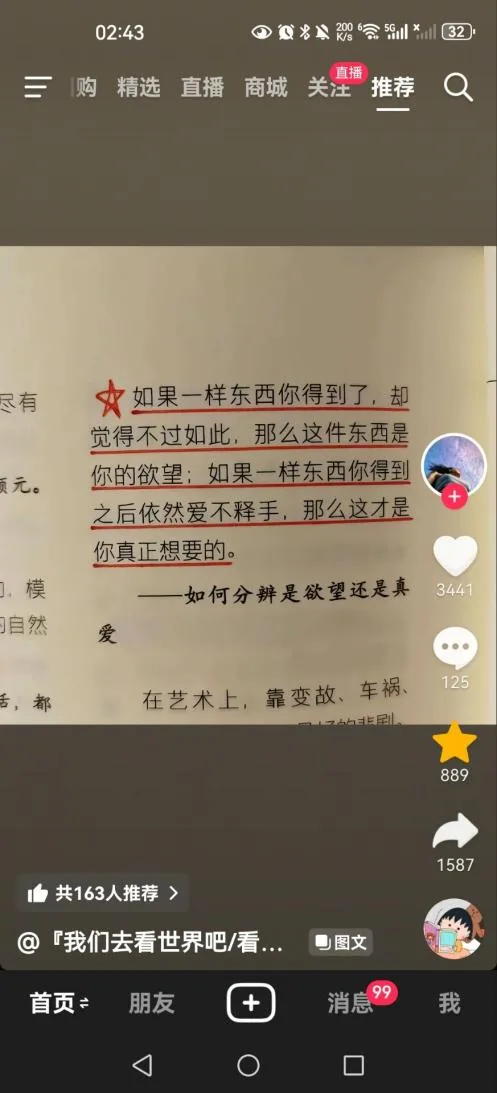 02:43
200
K/s
6
5G
32
购 精选 直播 商城 关注 直播 推荐
尽有
如果一样东西你得到了，却
觉得不过如此，那么这件东西是
元。
你的欲望；如果一样东西你得到
之后依然爱不释手，那么这才是
你真正想要的。
，模
——如何分辨是欲望还是真
的自然
爱
，都
在艺术上，靠变故、车祸、
的悲剧。
3441
125
889
1587
共163人推荐 >
@『我们去看世界吧/看... 图文
首页 朋友 消息 99 我